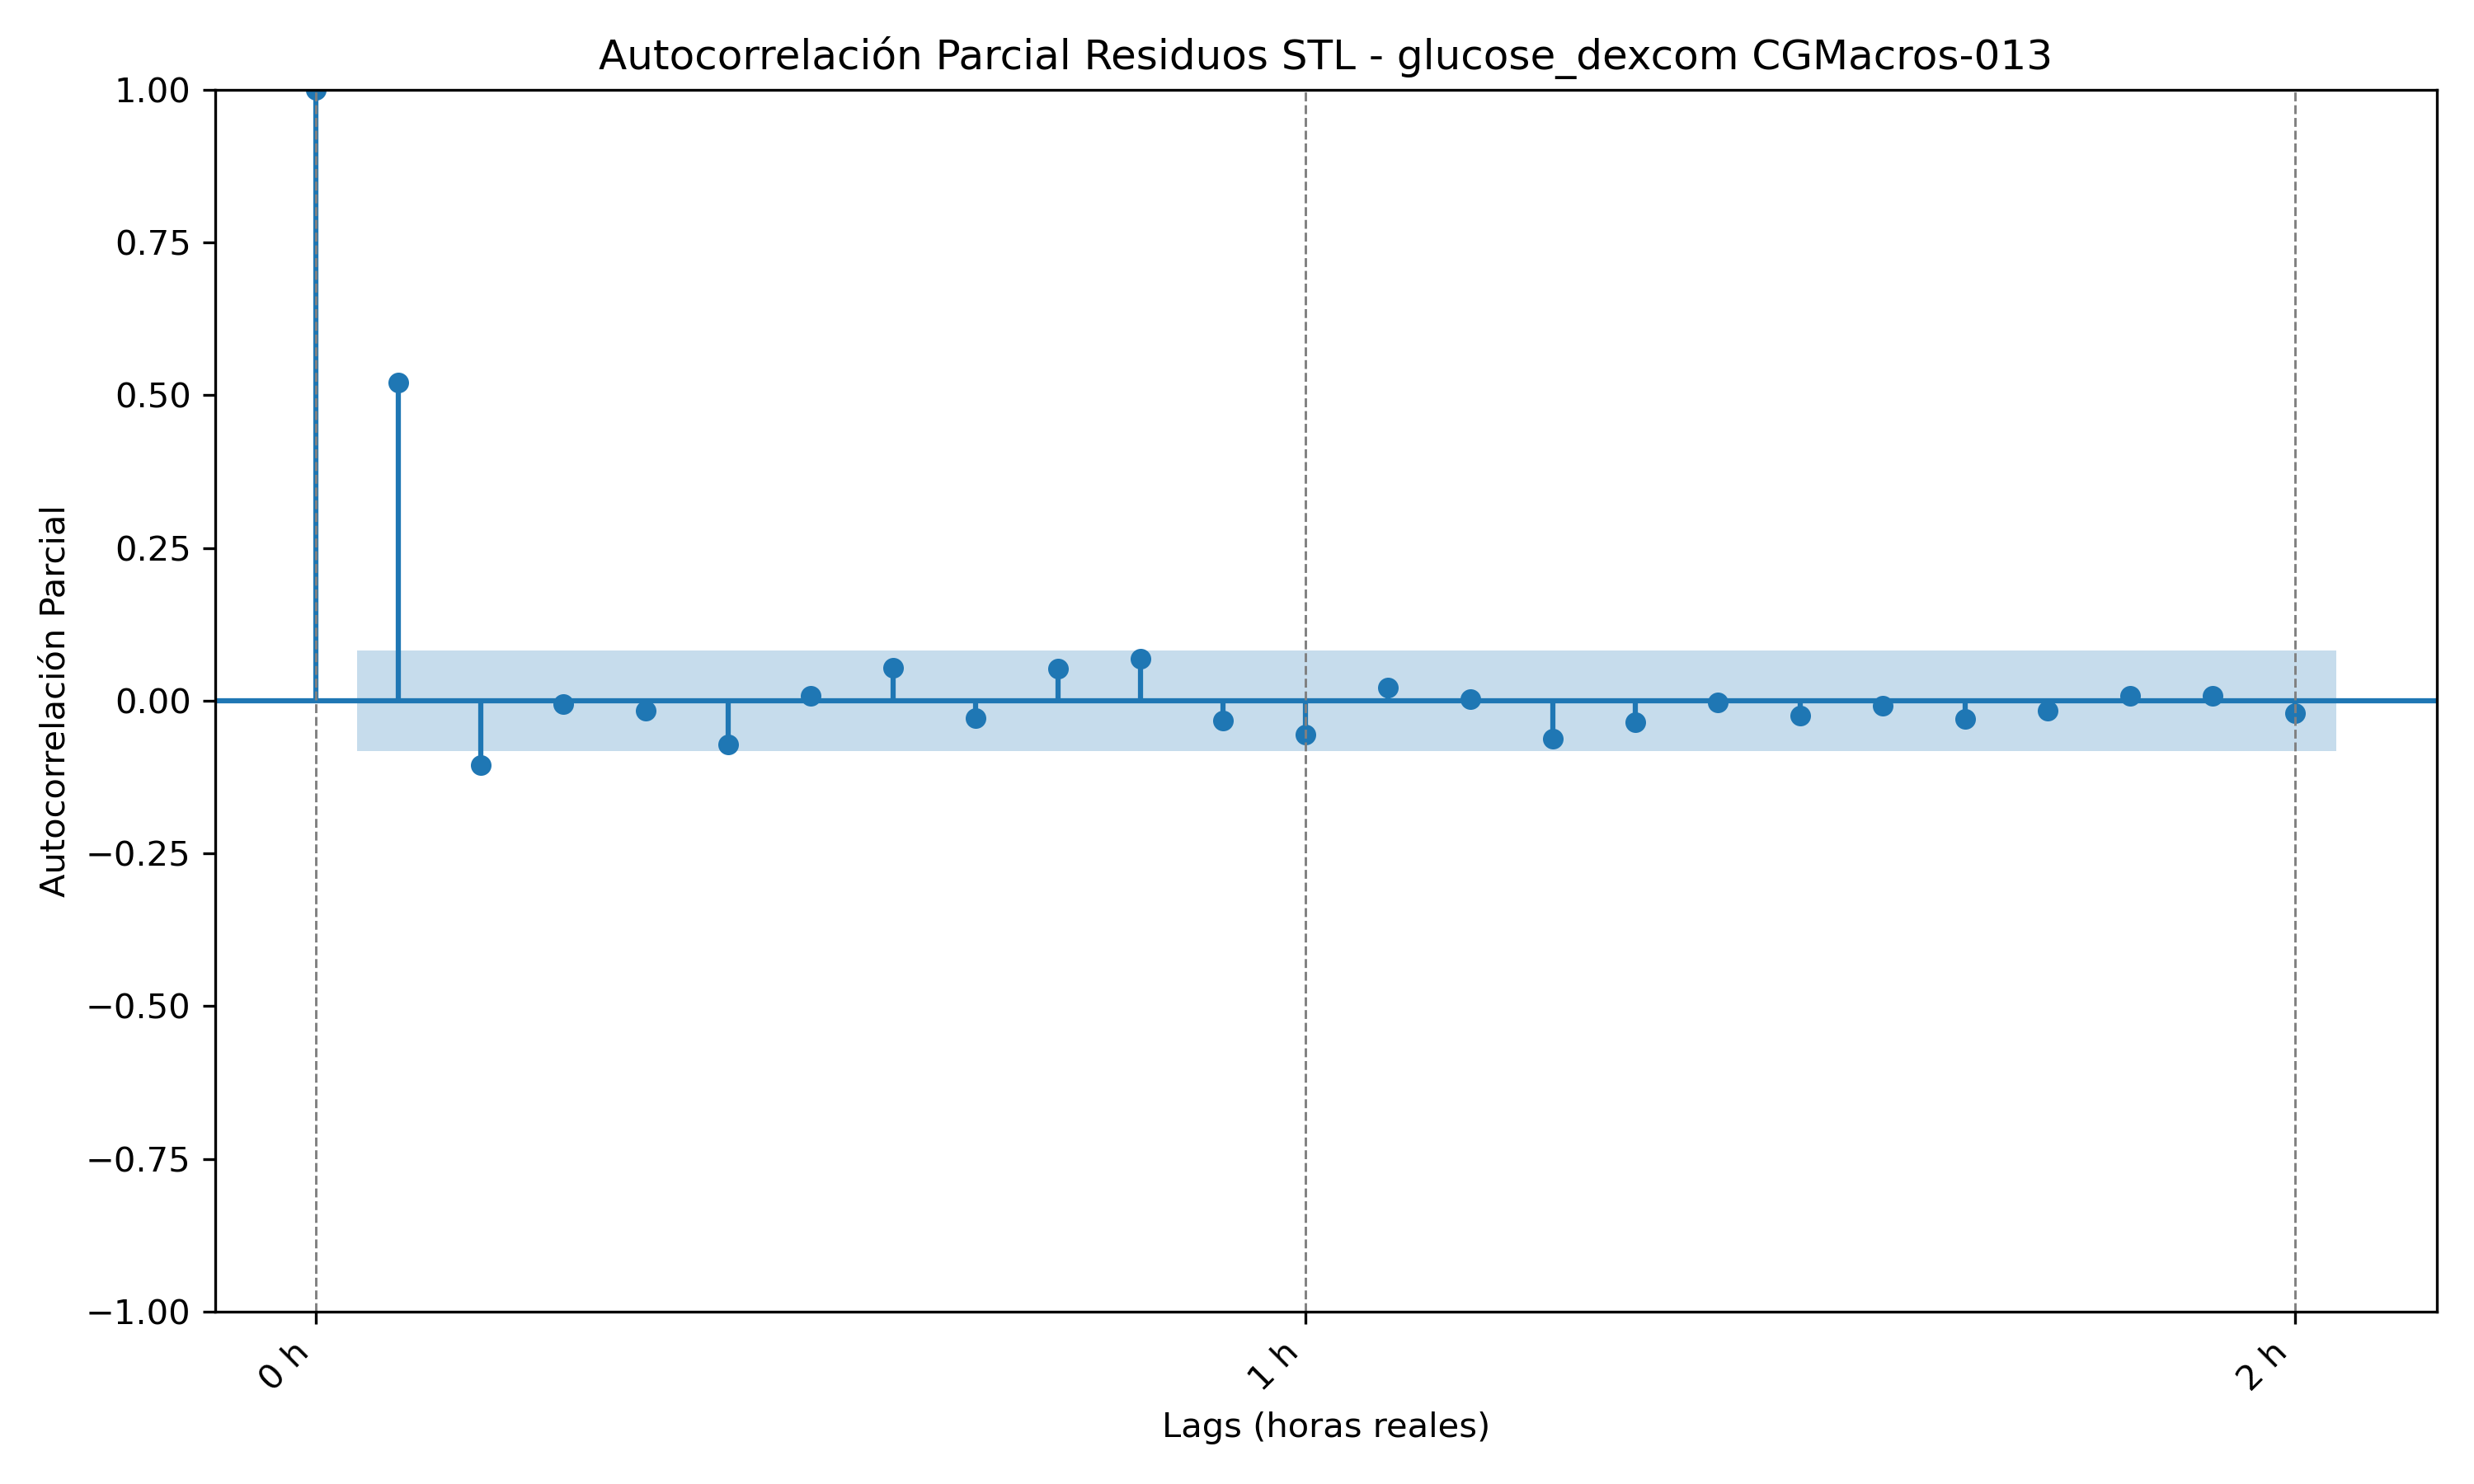 Autocorrelación Parcial Residuos STL - glucose_dexcom CGMacros-013
1.00
0.75
0.50
0.25
0.00
−0.25
−0.50
−0.75
−1.00
Autocorrelación Parcial
0 h
1 h
2 h
Lags (horas reales)